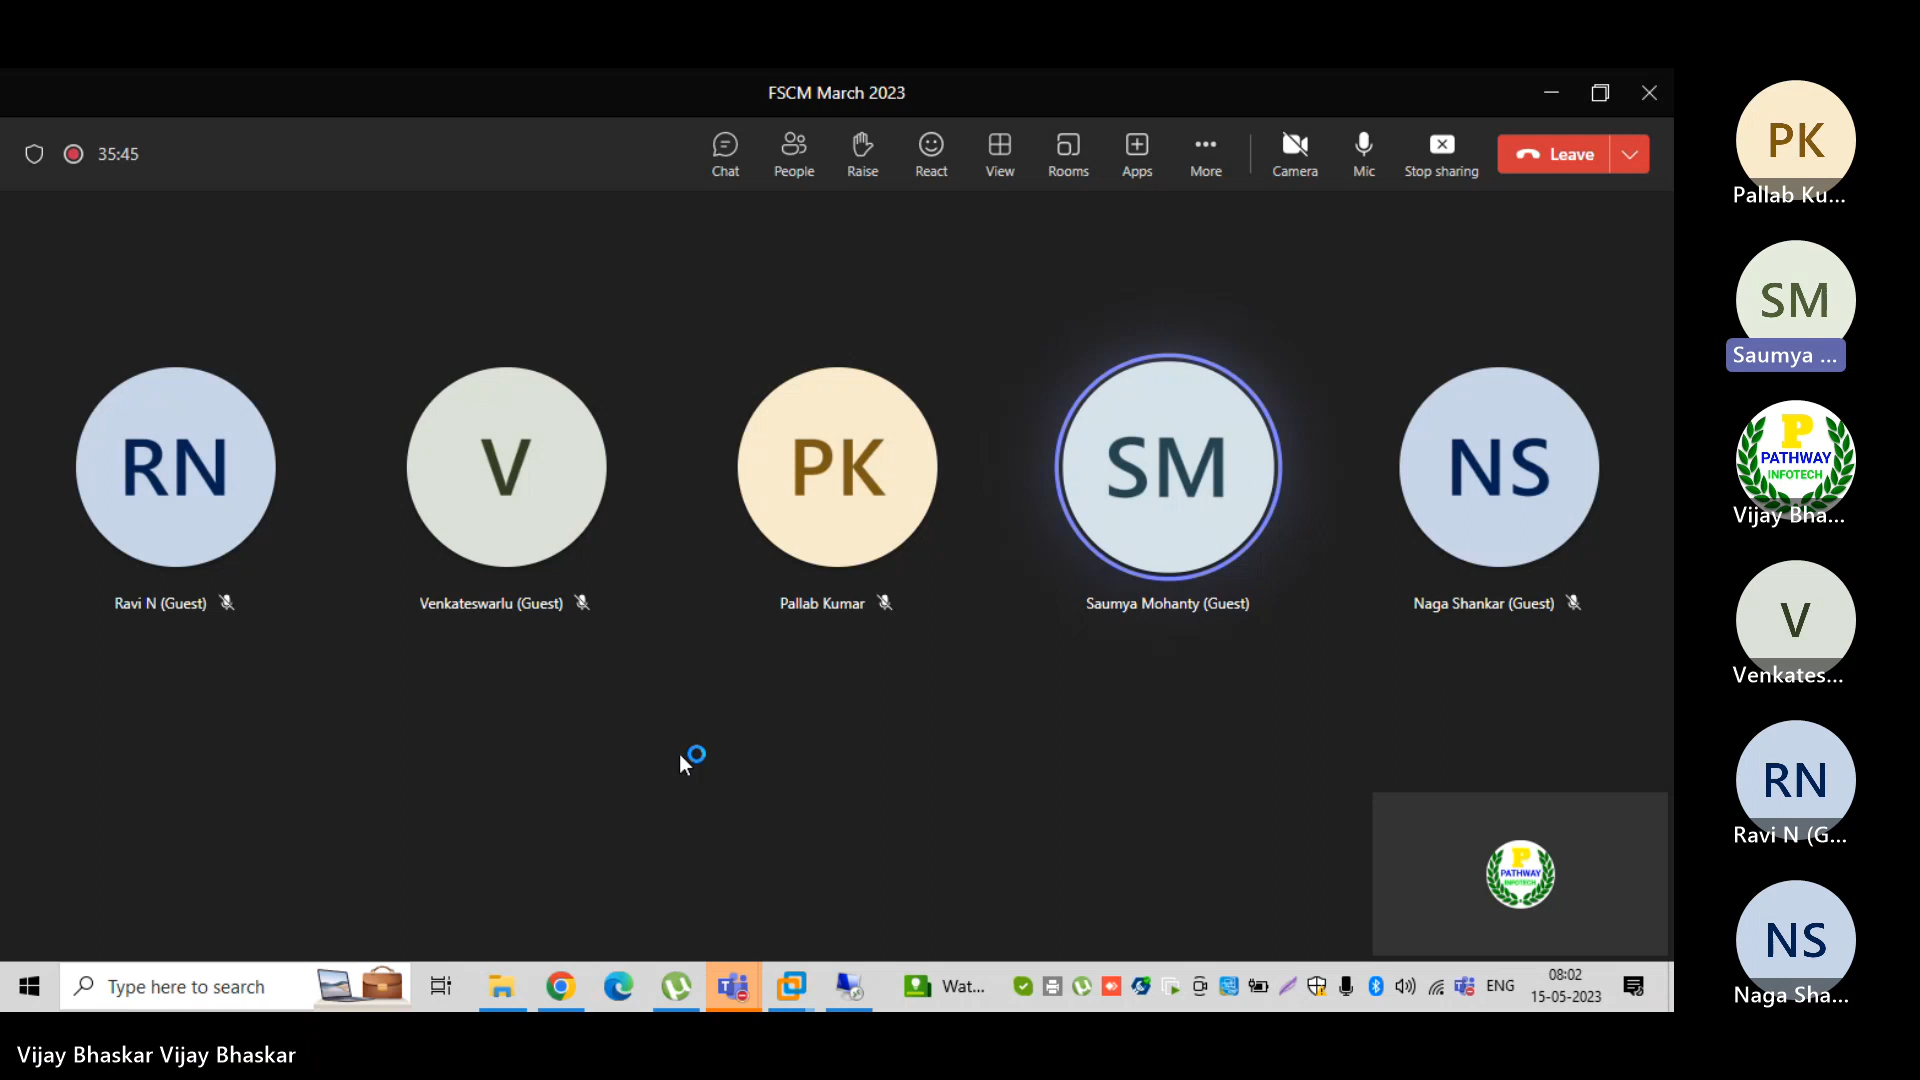 FSCM March 2023
35:45
Chat
People
Raise
React
View
Rooms
Apps
More
Camera
Mic
Stop sharing
Leave
RN
V
PK
SM
NS
Ravi N (Guest)
Venkateswarlu (Guest)
Pallab Kumar
Saumya Mohanty (Guest)
Naga Shankar (Guest)
P
PATHWAY
INFOTECH
Type here to search
Wat...
ENG
08:02
15-05-2023
Vijay Bhaskar Vijay Bhaskar
PK
Pallab Ku...
SM
Saumya ...
P
PATHWAY
INFOTECH
Vijay Bha...
V
Venkates...
RN
Ravi N (G...
NS
Naga Sha...